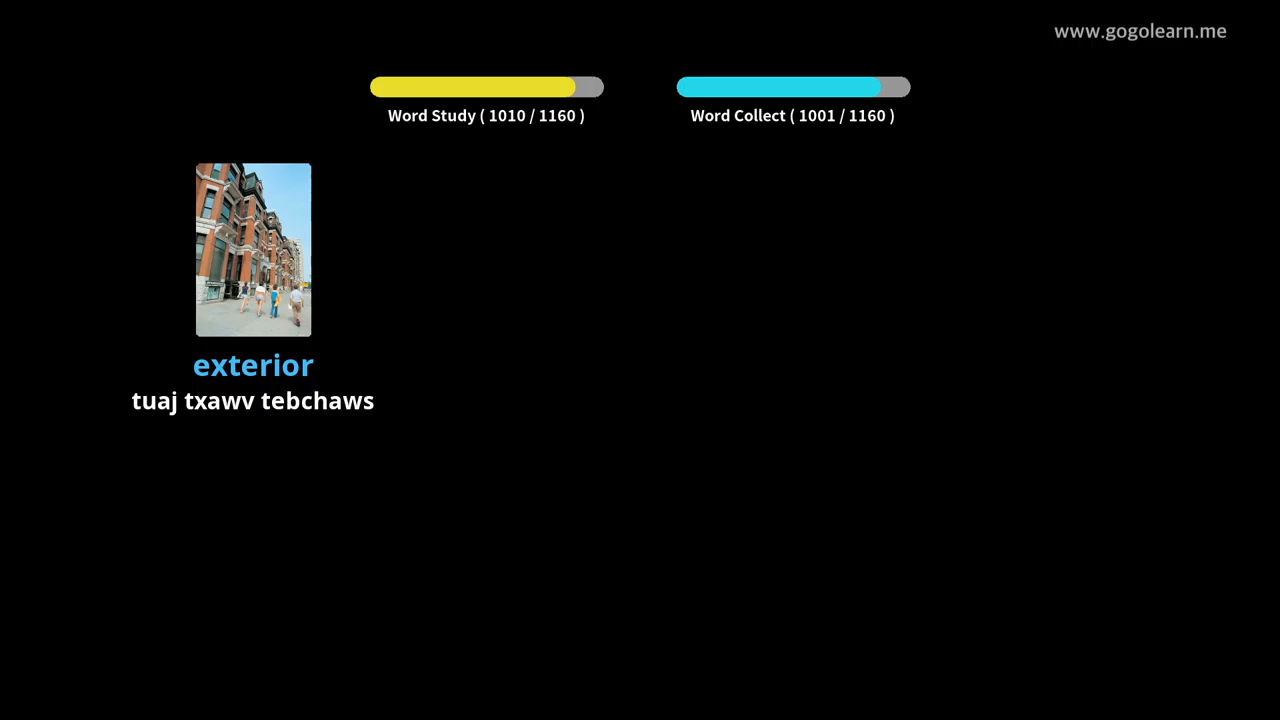 www.gogolearn.me
Word Study ( 1010 / 1160 )
Word Collect ( 1001 / 1160 )
exterior
tuaj txawv tebchaws